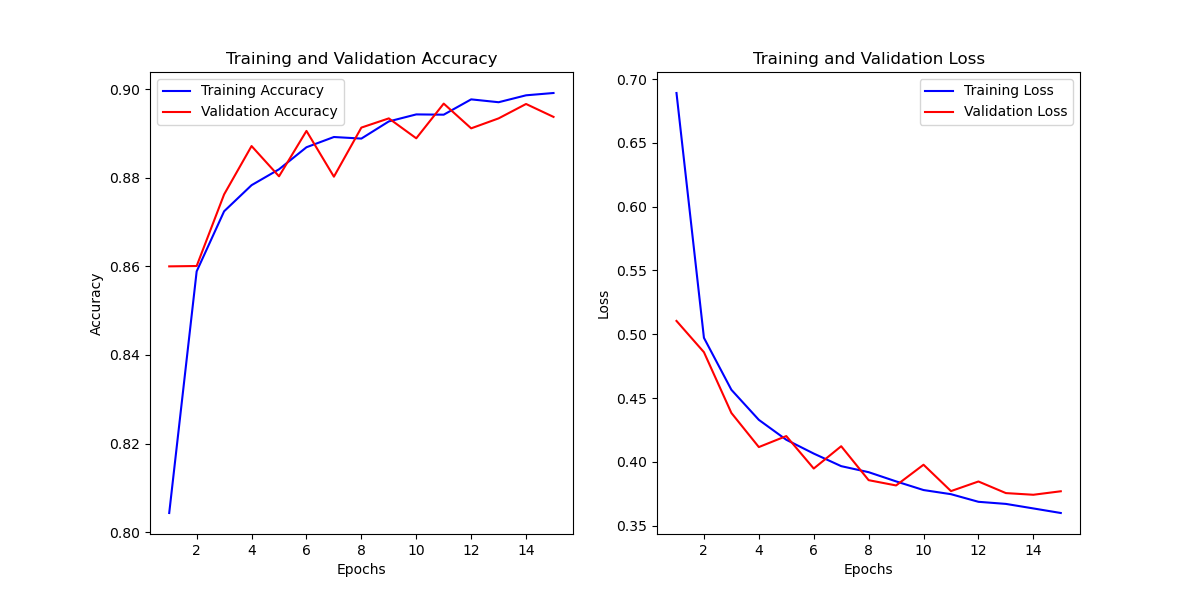 Training and Validation Accuracy
Training Accuracy
Validation Accuracy
0.90
0.88
0.86
0.84
0.82
0.80
Accuracy
2 4 6 8 10 12 14
Epochs
Training and Validation Loss
Training Loss
Validation Loss
0.70
0.65
0.60
0.55
0.50
0.45
0.40
0.35
Loss
2 4 6 8 10 12 14
Epochs